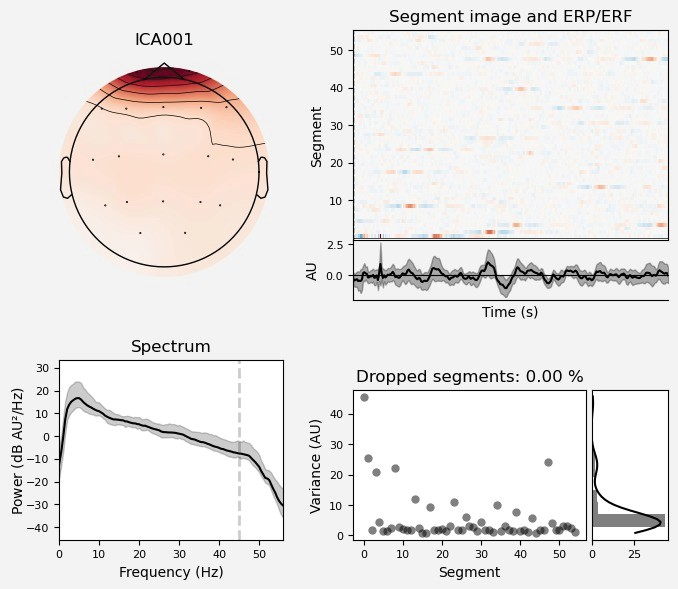 ICA001
Segment image and ERP/ERF
50
40
30
20
10
Segment
2.5
0.0
AU
Time (s)
Spectrum
30
20
10
0
−10
−20
−30
−40
Power (dB AU²/Hz)
0 10 20 30 40 50
Frequency (Hz)
Dropped segments: 0.00 %
40
30
20
10
0
Variance (AU)
0 10 20 30 40 50
Segment
0 25